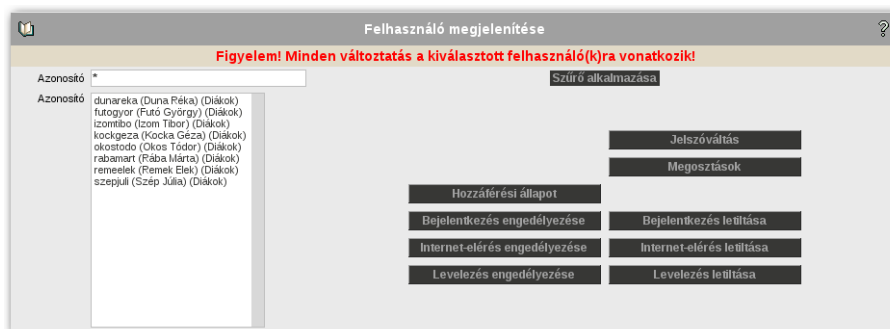 Felhasználó megjelenítése
?
Figyelem! Minden változtatás a kiválasztott felhasználó(k)ra vonatkozik!
Azonosító *
Szűrő alkalmazása
Azonosító
dunareka (Duna Réka) (Diákok)
futogyor (Futó György) (Diákok)
izomtibo (Izom Tibor) (Diákok)
kockgeza (Kocka Géza) (Diákok)
okostodo (Okos Tódor) (Diákok)
rabamart (Rába Márta) (Diákok)
remeelek (Remek Elek) (Diákok)
szepjuli (Szép Júlia) (Diákok)
Jelszóváltás
Megosztások
Hozzáférési állapot
Bejelentkezés engedélyezése Bejelentkezés letiltása
Internet-elérés engedélyezése Internet-elérés letiltása
Levelezés engedélyezése Levelezés letiltása